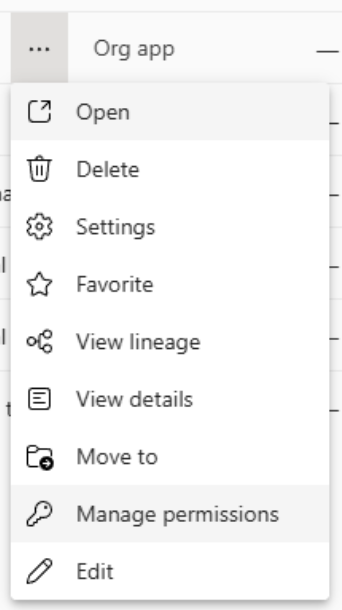 ... Org app —
Open
Delete
Settings
Favorite
View lineage
View details
Move to
Manage permissions
Edit